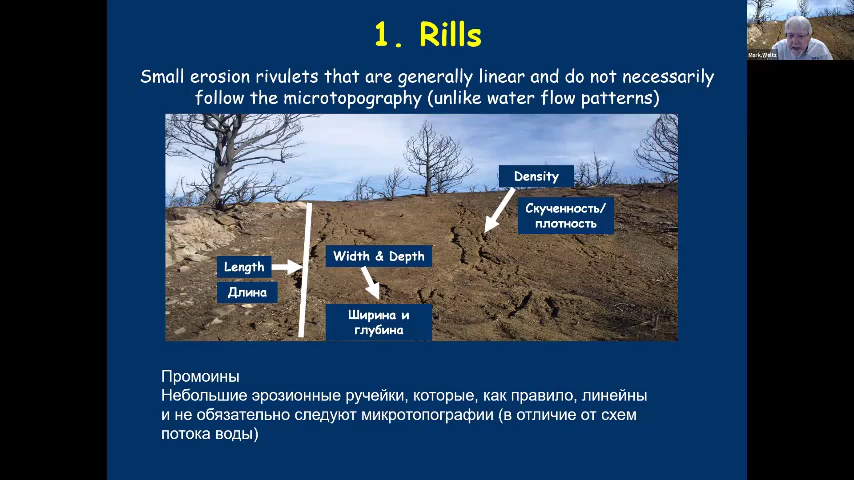 1. Rills
Small erosion rivulets that are generally linear and do not necessarily
follow the microtopography (unlike water flow patterns)
Density
Скученность/
плотность
Width & Depth
Length
Длина
Ширина и
глубина
Промоины
Небольшие эрозионные ручейки, которые, как правило, линейны
и не обязательно следуют микротопографии (в отличие от схем
потока воды)
Mark.Weltz